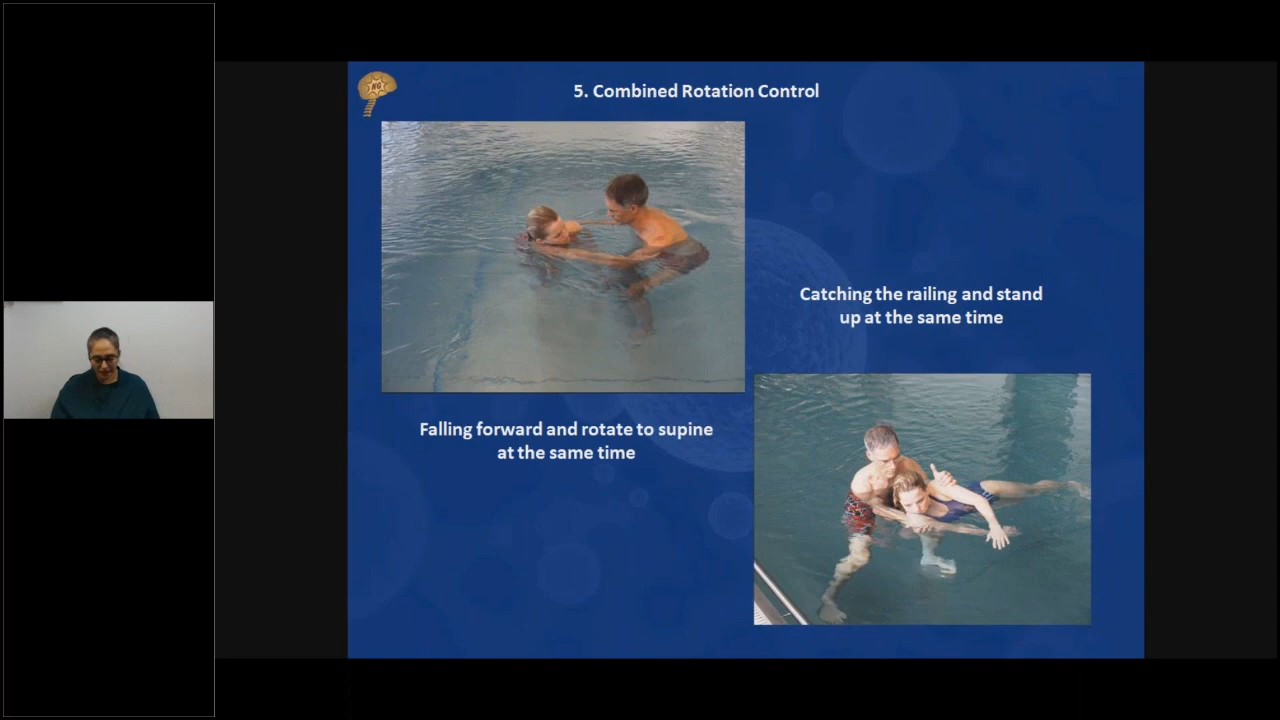 NG
5. Combined Rotation Control
Catching the railing and stand
up at the same time
Falling forward and rotate to supine
at the same time